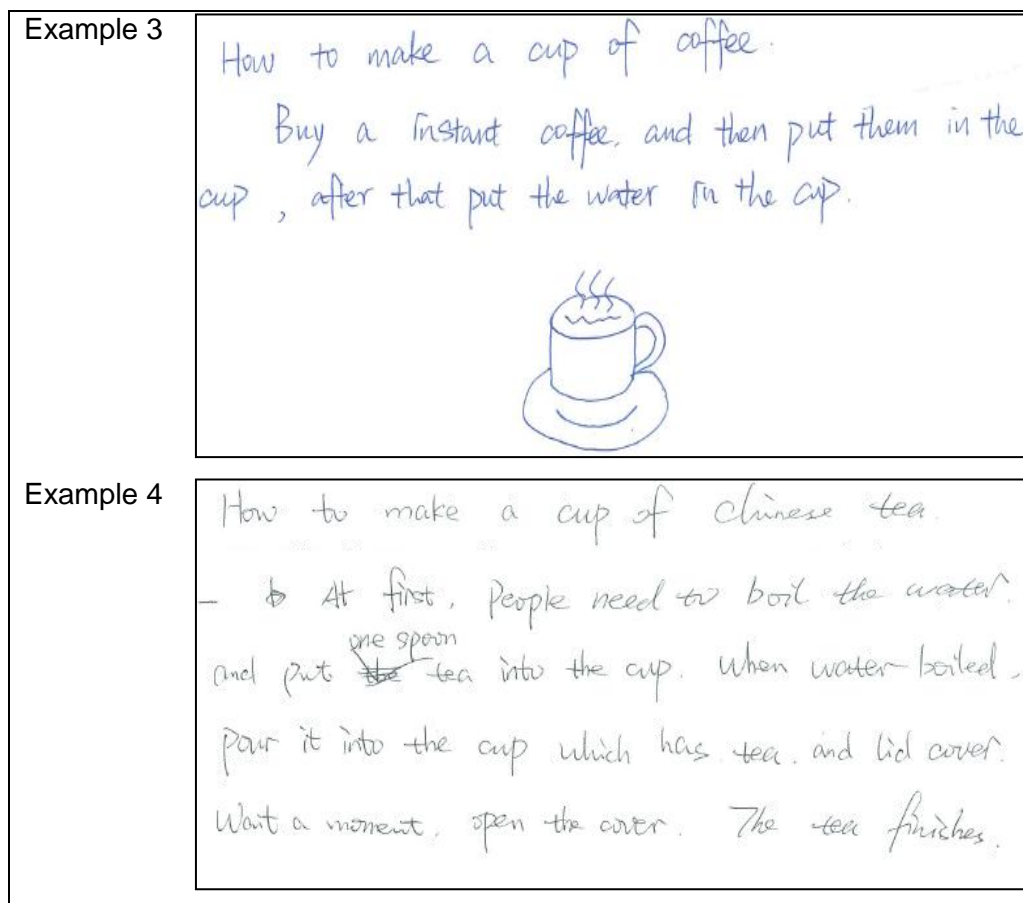 Example 3
How to make a cup of coffee.
Buy a instant coffee, and then put them in the
cup, after that put the water in the cup.
Example 4
How to make a cup of Chinese tea.
At first, people need to boil the water.
one spoon
and put the tea into the cup. When water boiled,
pour it into the cup which has tea. and lid cover.
Wait a moment, open the cover. The tea finishes.